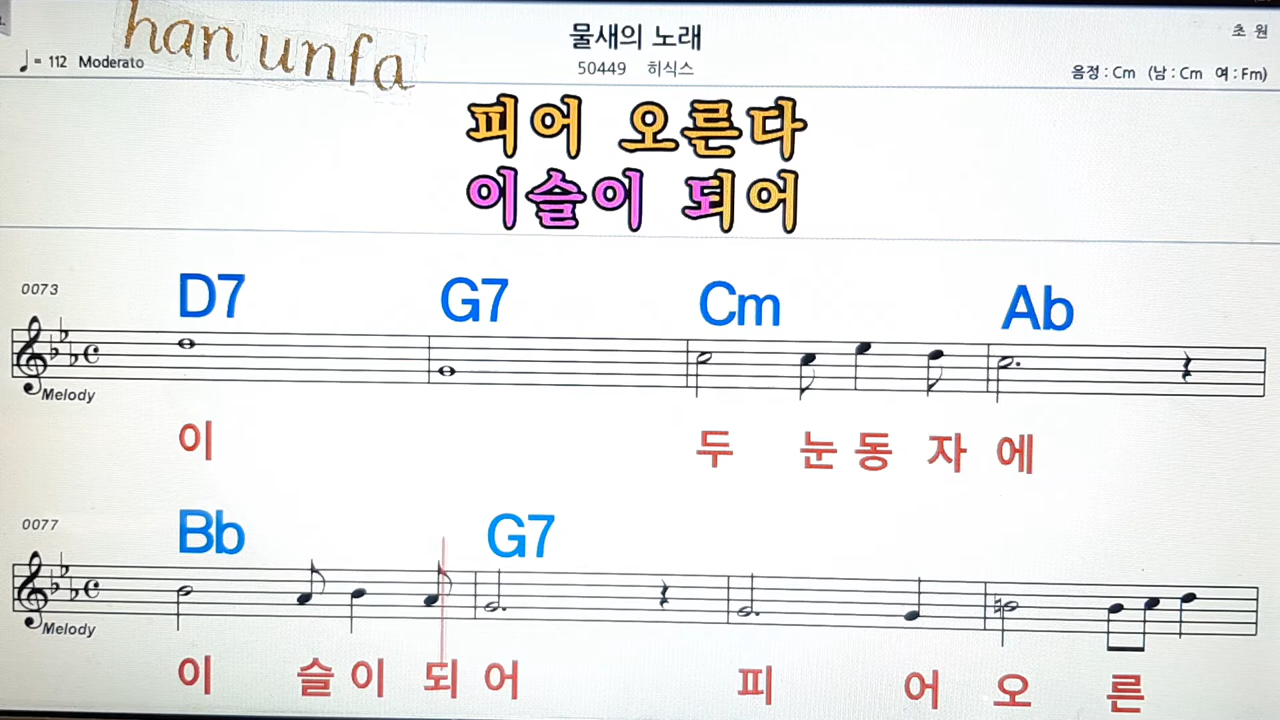 han unfa
물새의 노래
초 원
♩= 112 Moderato
50449 히식스
음정 : Cm (남 : Cm 여 : Fm)
피어 오른다
이슬이 되어
0073
D7 G7 Cm Ab
Melody
이 두 눈 동 자 에
0077
Bb G7
Melody
이 슬 이 되 어 피 어 오 른